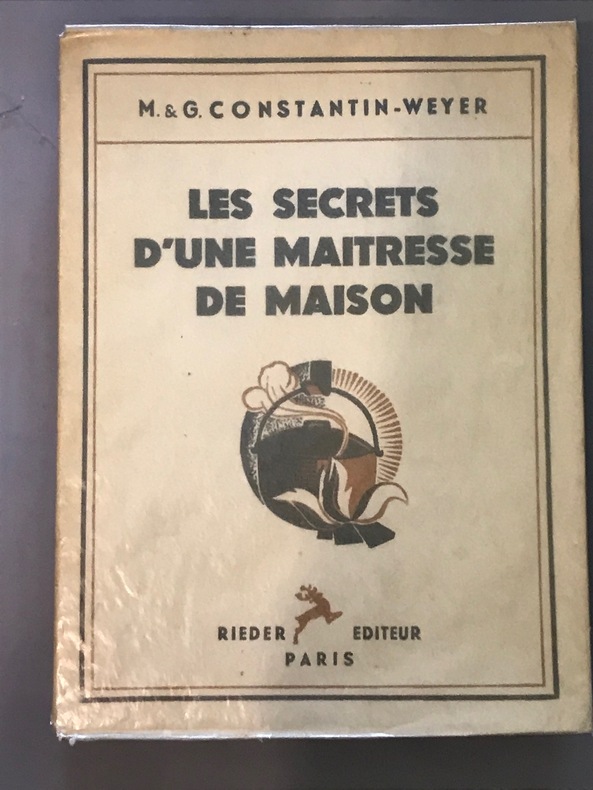 M. & G. CONSTANTIN-WEYER
LES SECRETS
D'UNE MAITRESSE
DE MAISON
RIEDER EDITEUR
PARIS